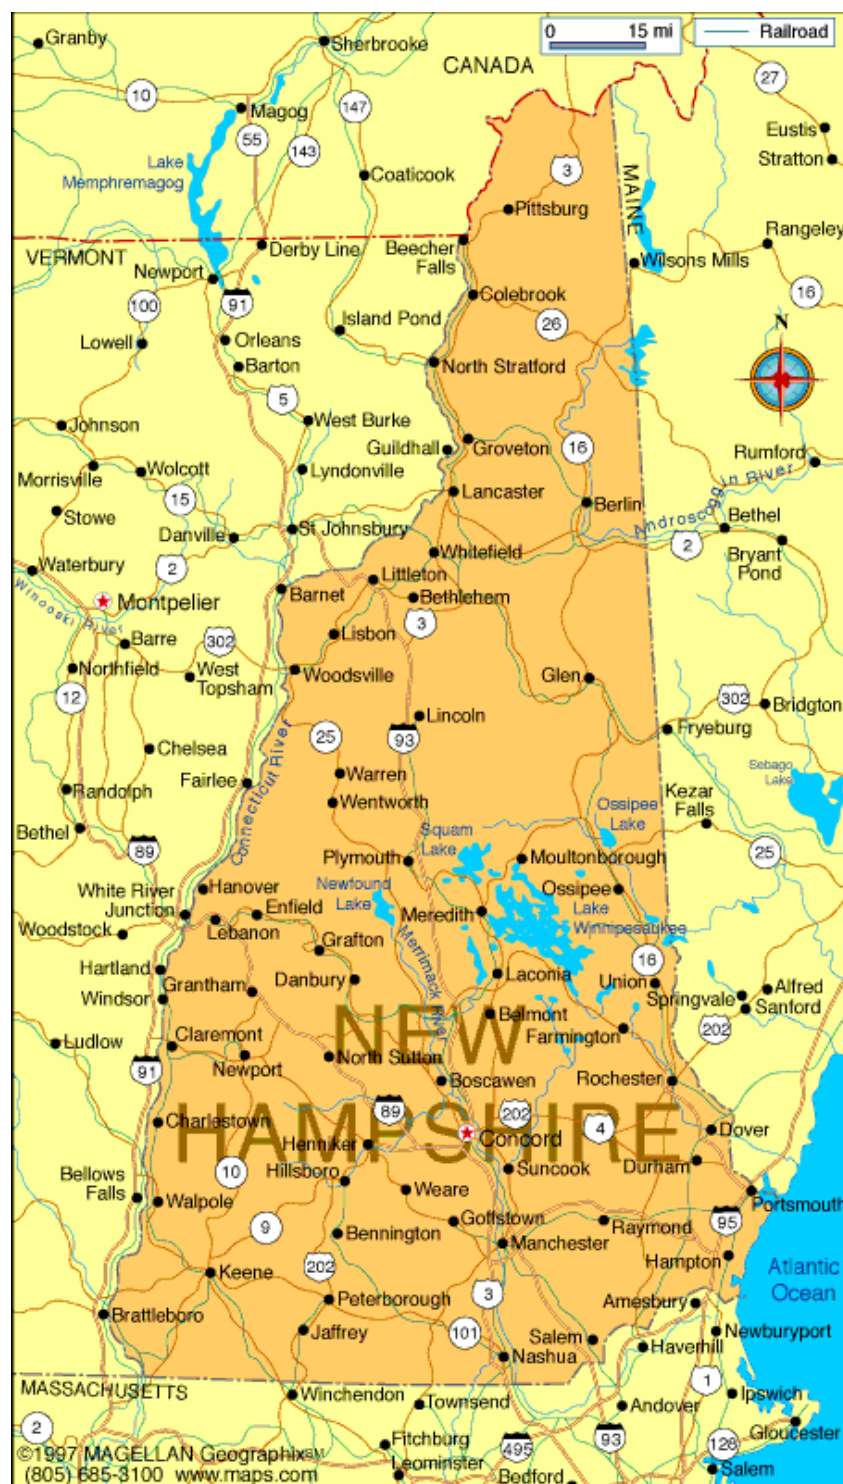 0 15 mi
Railroad
Granby
Sherbrooke
CANADA
27
10
Magog
147
55
143
Eustis
Stratton
Lake
Memphremagog
Coaticook
3
MAINE
Pittsburg
Rangeley
VERMONT
Derby Line
Beecher
Falls
Wilsons Mills
Newport
91
Colebrook
16
100
26
N
Island Pond
Lowell
Orleans
Barton
North Stratford
5
Johnson
West Burke
Guildhall
Groveton
16
Rumford
Morrisville
Wolcott
Lyndonville
15
Lancaster
Berlin
Androscoggin River
Stowe
Danville
St Johnsbury
Bethel
2
Bryant
Pond
Waterbury
2
Whitefield
Winooski River
Montpelier
Barnet
Littleton
Bethlehem
3
Barre
302
Lisbon
Northfield
West
Topsham
Woodsville
Glen
12
302
Bridgton
Lincoln
25
93
Fryeburg
Chelsea
Connecticut River
Sebago
Lake
Randolph
Fairlee
Warren
Wentworth
Kezar
Falls
Ossipee
Lake
Bethel
89
Squam
Lake
25
Plymouth
Moultonborough
White River
Junction
Hanover
Newfound
Lake
Ossipee
Enfield
Meredith
Lake
Winnipesaukee
Woodstock
Lebanon
Grafton
Merrimack River
16
Hartland
Grantham
Danbury
Laconia
Union
Alfred
Windsor
Springvale
Sanford
Belmont
NEW
Farmington
202
Ludlow
Claremont
Newport
North Sutton
91
Boscawen
Rochester
89
202
4
Charlestown
HAMPSHIRE
Concord
Dover
Henniker
10
Hillsboro
Suncook
Durham
Bellows
Falls
Walpole
Weare
Portsmouth
9
Goffstown
Raymond
95
Bennington
Manchester
Hampton
Atlantic
Ocean
202
Keene
3
Peterborough
Amesbury
Brattleboro
Jaffrey
101
Salem
Newburyport
Nashua
Haverhill
MASSACHUSETTS
Winchendon
1
Ipswich
Townsend
Andover
2
Gloucester
495
93
128
Fitchburg
©1997 MAGELLAN Geographix SM
Leominster
Salem
(805) 685-3100 www.maps.com
Bedford